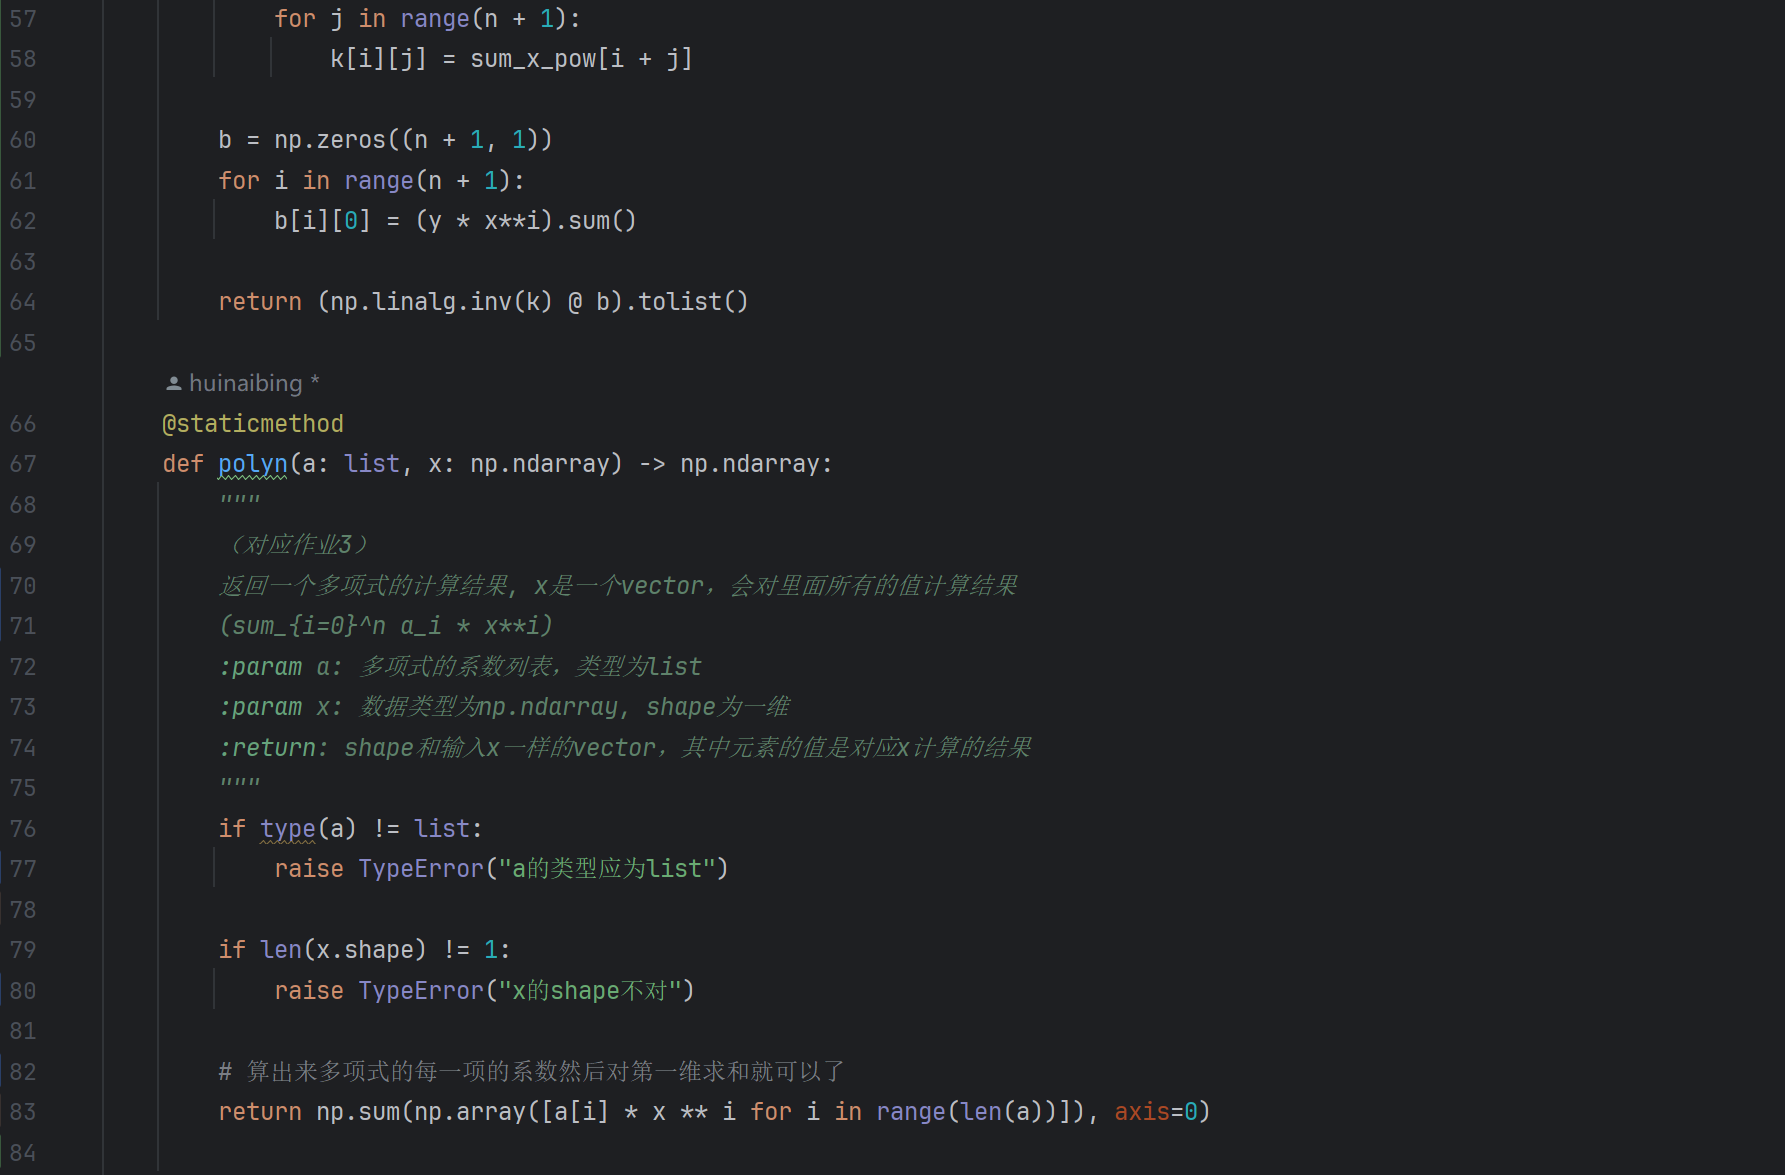 57 for j in range(n + 1):
58 k[i][j] = sum_x_pow[i + j]
59
60 b = np.zeros((n + 1, 1))
61 for i in range(n + 1):
62 b[i][0] = (y * x**i).sum()
63
64 return (np.linalg.inv(k) @ b).tolist()
65
huinaibing *
66 @staticmethod
67 def polyn(a: list, x: np.ndarray) -> np.ndarray:
68 """
69 （对应作业3）
70 返回一个多项式的计算结果, x是一个vector，会对里面所有的值计算结果
71 (sum_{i=0}^n a_i * x**i)
72 :param a: 多项式的系数列表，类型为list
73 :param x: 数据类型为np.ndarray, shape为一维
74 :return: shape和输入x一样的vector，其中元素的值是对应x计算的结果
75 """
76 if type(a) != list:
77 raise TypeError("a的类型应为list")
78
79 if len(x.shape) != 1:
80 raise TypeError("x的shape不对")
81
82 # 算出来多项式的每一项的系数然后对第一维求和就可以了
83 return np.sum(np.array([a[i] * x ** i for i in range(len(a))]), axis=0)
84